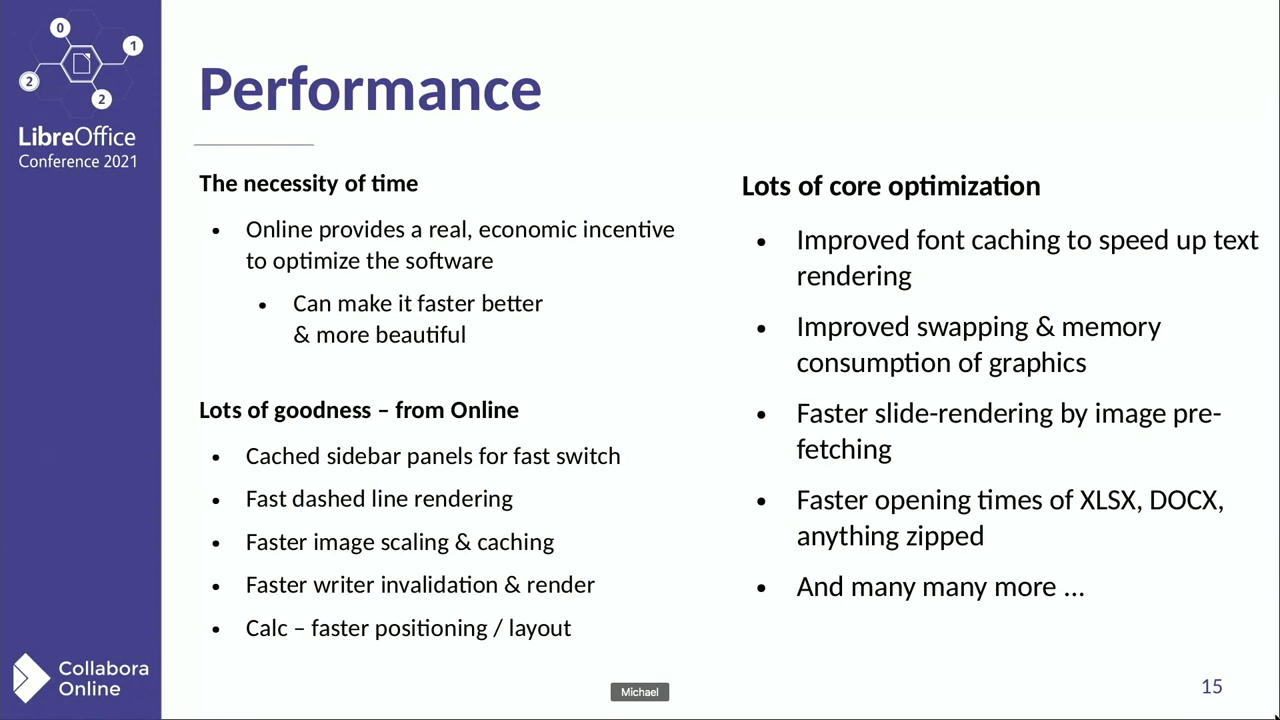 0
1
2
2
LibreOffice
Conference 2021
Performance
The necessity of time
• Online provides a real, economic incentive
to optimize the software
• Can make it faster better
& more beautiful
Lots of goodness – from Online
• Cached sidebar panels for fast switch
• Fast dashed line rendering
• Faster image scaling & caching
• Faster writer invalidation & render
• Calc – faster positioning / layout
Lots of core optimization
• Improved font caching to speed up text
rendering
• Improved swapping & memory
consumption of graphics
• Faster slide-rendering by image pre-
fetching
• Faster opening times of XLSX, DOCX,
anything zipped
• And many many more ...
Collabora
Online
Michael
15